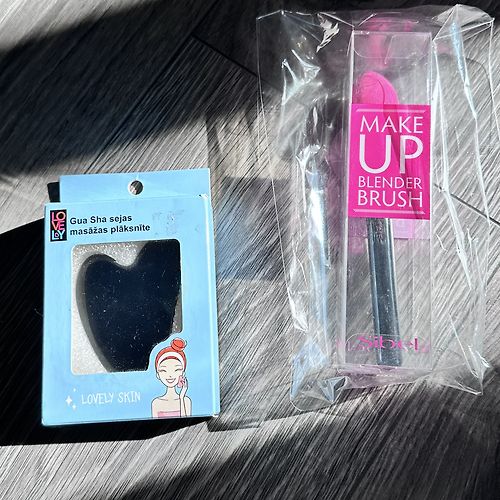 LOVELY
Gua Sha sejas
masāžas plāksnīte
LOVELY SKIN
MAKE
UP
BLENDER
BRUSH
Sibel